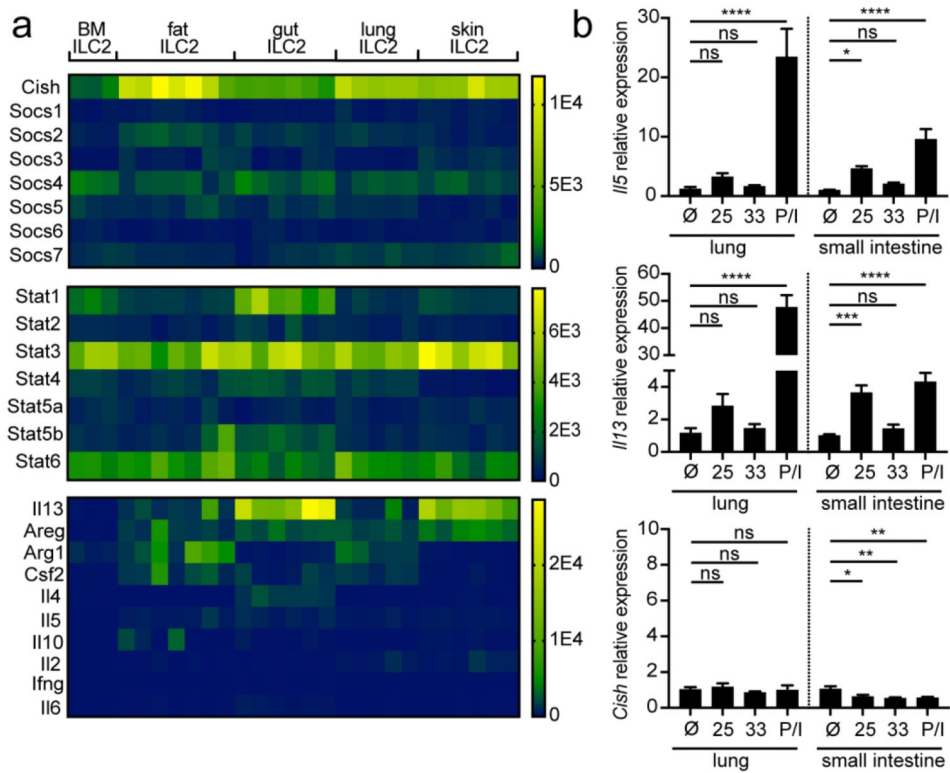 a
BM ILC2
fat ILC2
gut ILC2
lung ILC2
skin ILC2
Cish
Socs1
Socs2
Socs3
Socs4
Socs5
Socs6
Socs7
1E4
5E3
0
Stat1
Stat2
Stat3
Stat4
Stat5a
Stat5b
Stat6
6E3
4E3
2E3
0
Il13
Areg
Arg1
Csf2
Il4
Il5
Il10
Il2
Ifng
Il6
2E4
1E4
0
b
Il5 relative expression
30
20
10
0
****
ns
ns
****
ns
*
Ø 25 33 P/I Ø 25 33 P/I
lung small intestine
Il13 relative expression
60
50
40
30
4
2
0
****
ns
ns
****
ns
***
Ø 25 33 P/I Ø 25 33 P/I
lung small intestine
Cish relative expression
10
8
6
4
2
0
ns
ns
ns
**
**
*
Ø 25 33 P/I Ø 25 33 P/I
lung small intestine